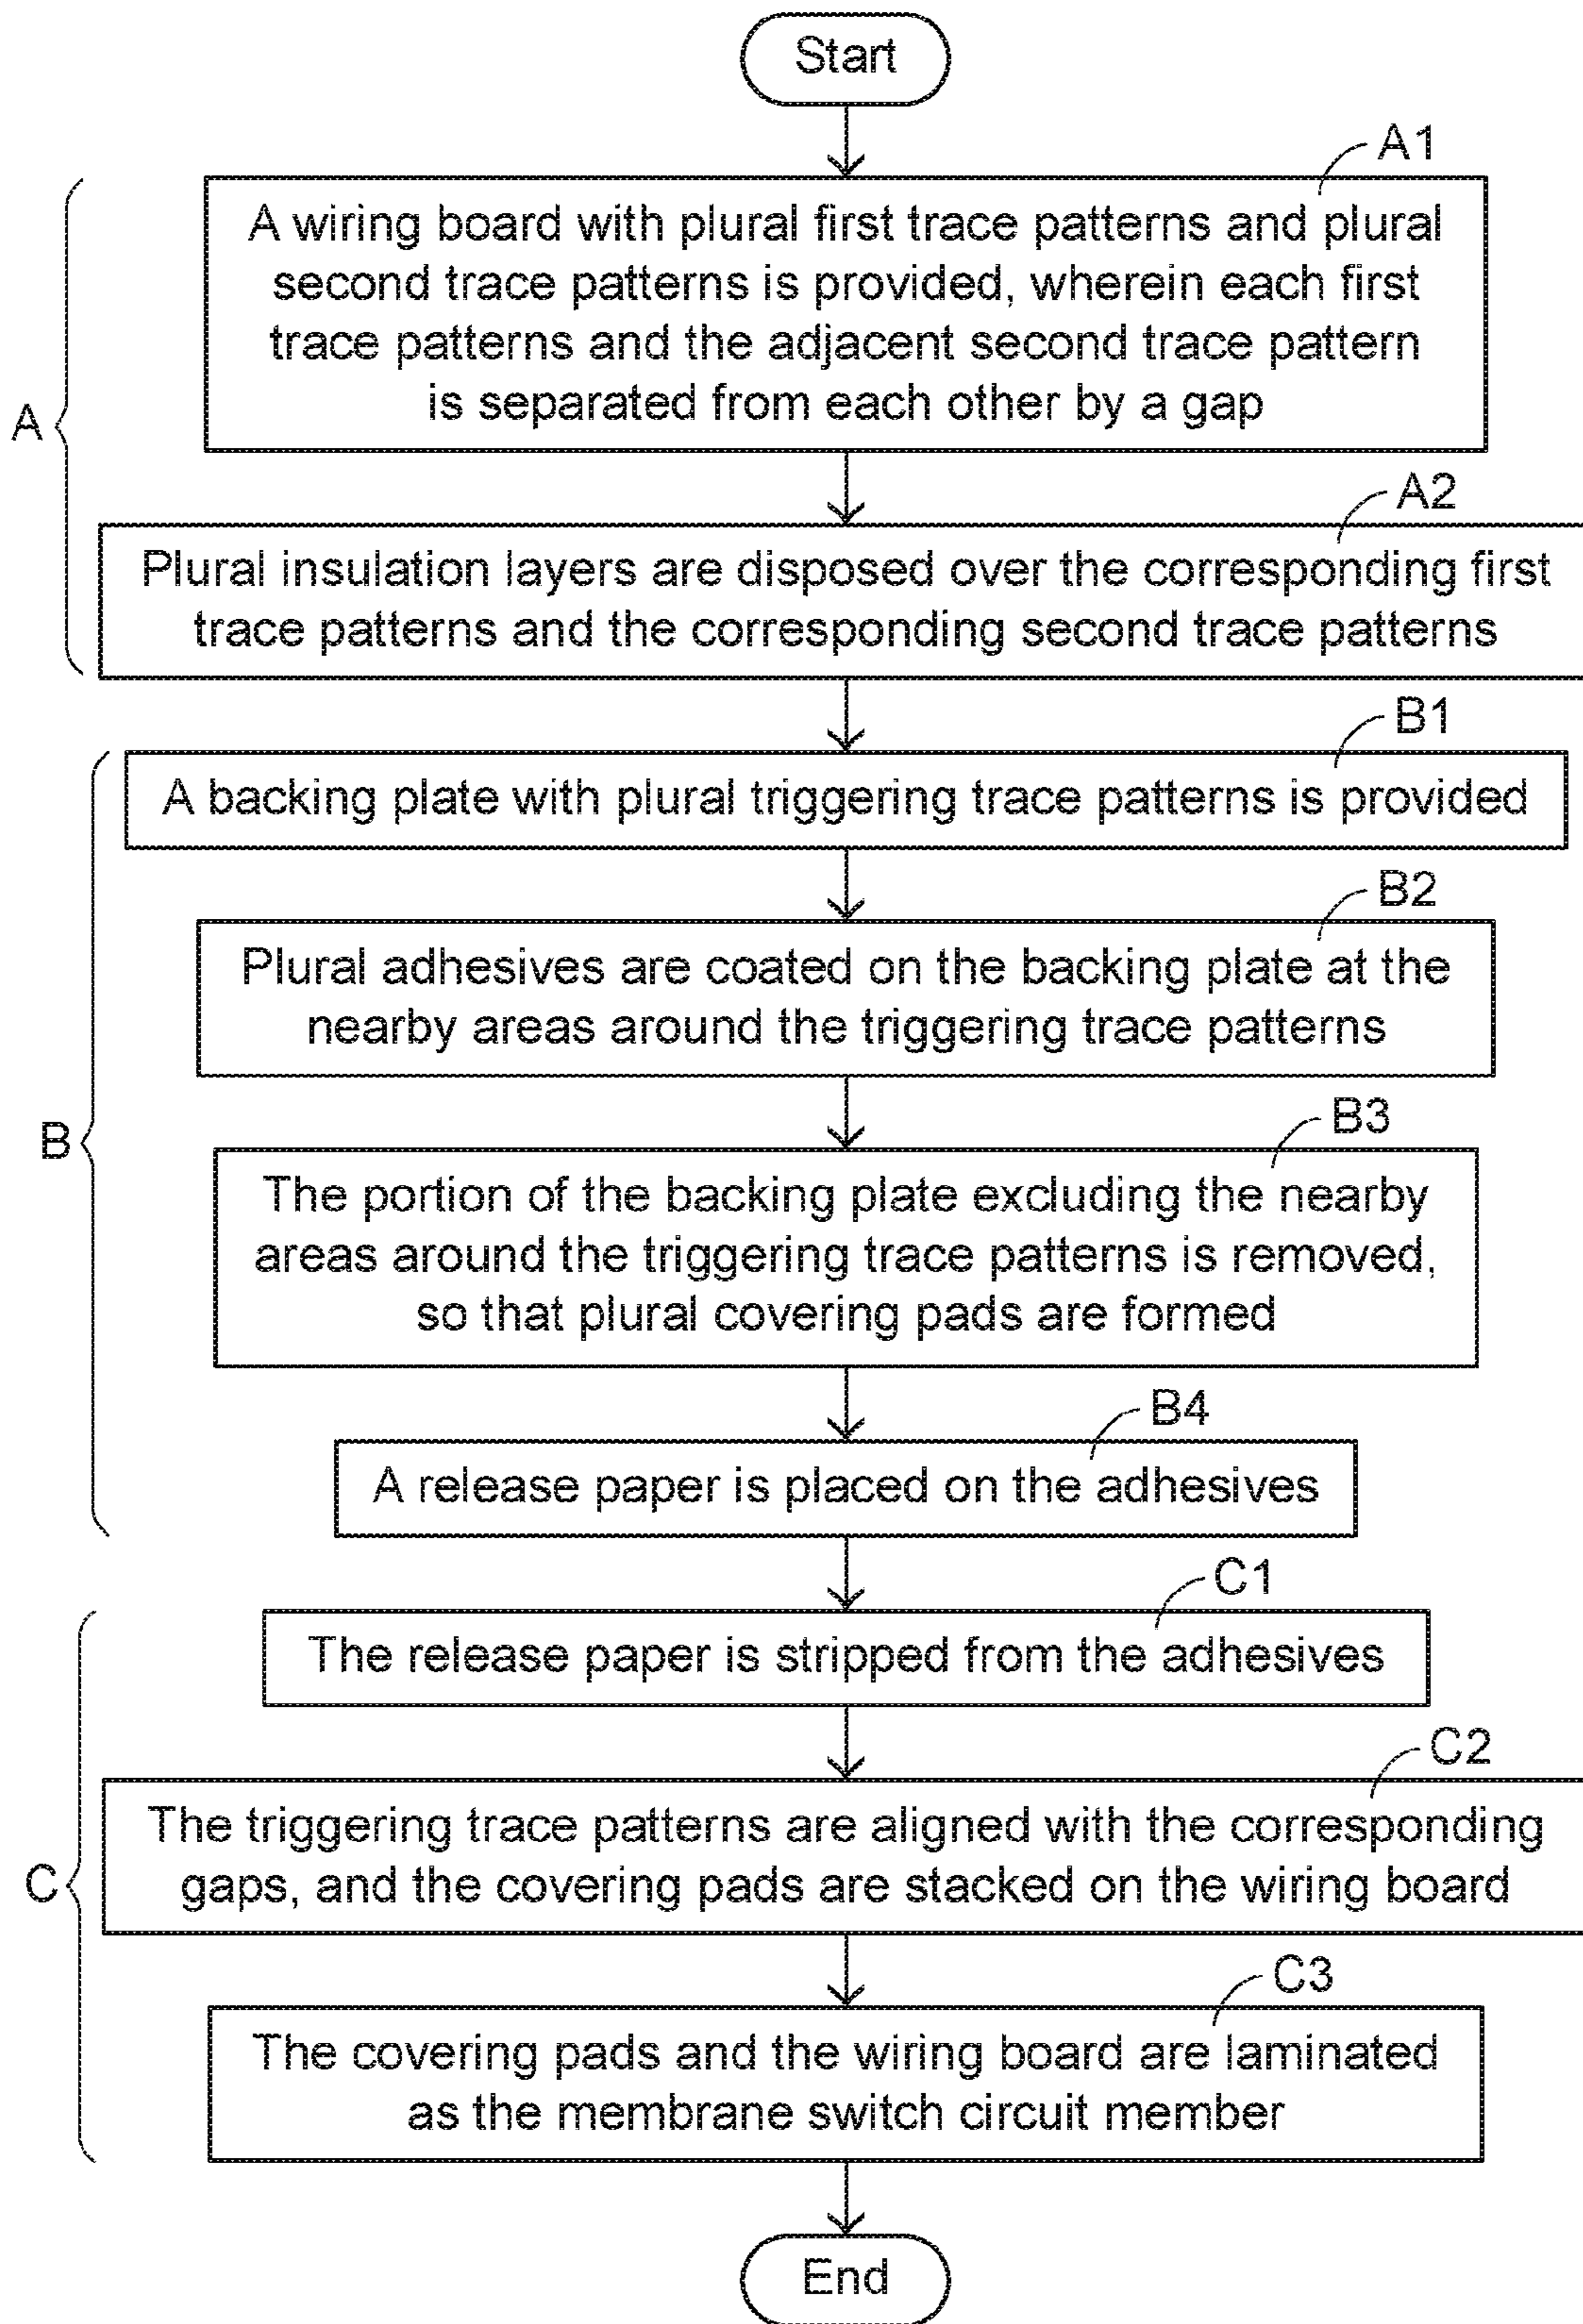 Start
A1
A wiring board with plural first trace patterns and plural
second trace patterns is provided, wherein each first
trace patterns and the adjacent second trace pattern
is separated from each other by a gap
A
A2
Plural insulation layers are disposed over the corresponding first
trace patterns and the corresponding second trace patterns
B1
A backing plate with plural triggering trace patterns is provided
B2
Plural adhesives are coated on the backing plate at the
nearby areas around the triggering trace patterns
B
B3
The portion of the backing plate excluding the nearby
areas around the triggering trace patterns is removed,
so that plural covering pads are formed
B4
A release paper is placed on the adhesives
C1
The release paper is stripped from the adhesives
C2
The triggering trace patterns are aligned with the corresponding
gaps, and the covering pads are stacked on the wiring board
C
C3
The covering pads and the wiring board are laminated
as the membrane switch circuit member
End